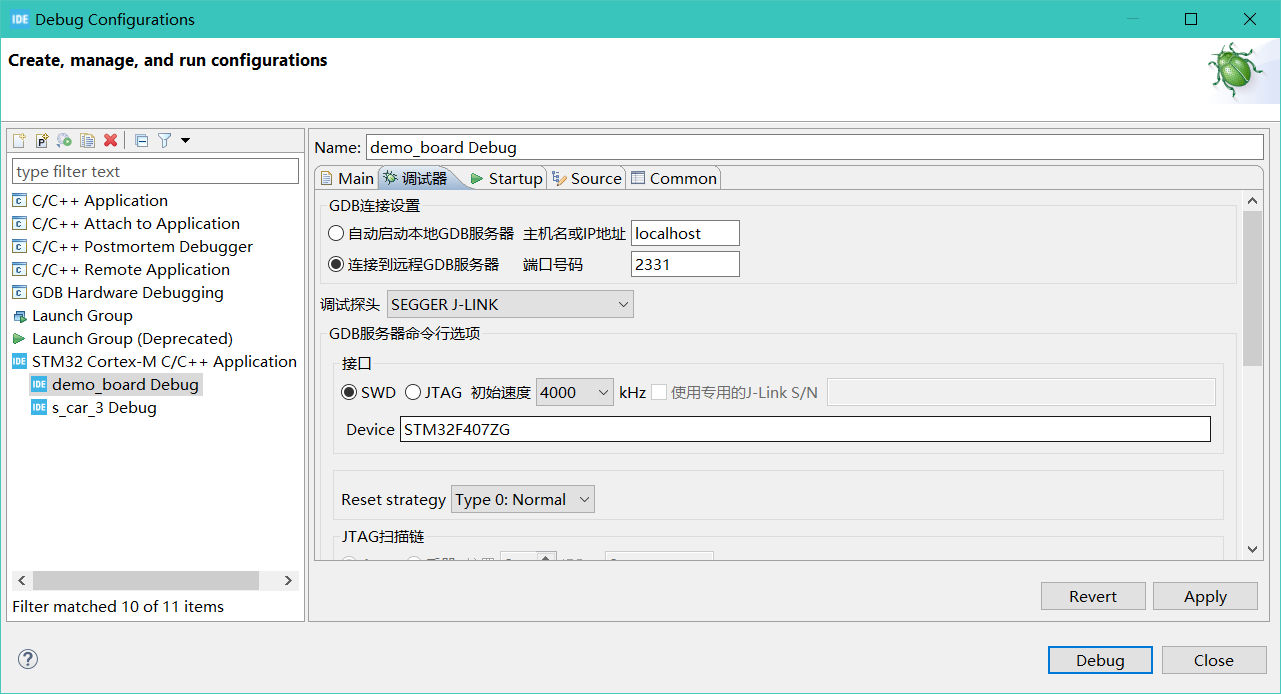 IDE Debug Configurations
Create, manage, and run configurations
type filter text
C/C++ Application
C/C++ Attach to Application
C/C++ Postmortem Debugger
C/C++ Remote Application
GDB Hardware Debugging
Launch Group
Launch Group (Deprecated)
IDE STM32 Cortex-M C/C++ Application
IDE demo_board Debug
IDE s_car_3 Debug
Filter matched 10 of 11 items
Name: demo_board Debug
Main 调试器 Startup Source Common
GDB连接设置
自动启动本地GDB服务器 主机名或IP地址 localhost
连接到远程GDB服务器 端口号码 2331
调试探头 SEGGER J-LINK
GDB服务器命令行选项
接口
SWD JTAG 初始速度 4000 kHz 使用专用的J-Link S/N
Device STM32F407ZG
Reset strategy Type 0: Normal
JTAG扫描链
Revert Apply
Debug Close